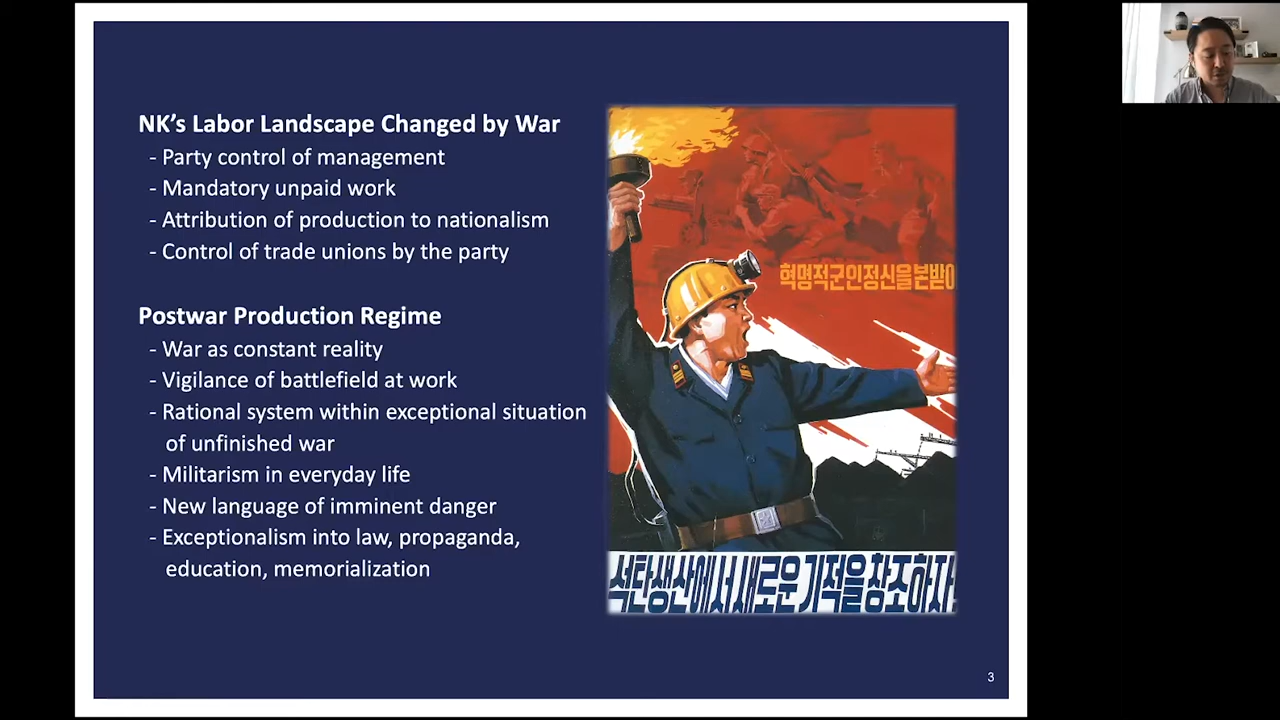 NK’s Labor Landscape Changed by War
- Party control of management
- Mandatory unpaid work
- Attribution of production to nationalism
- Control of trade unions by the party
Postwar Production Regime
- War as constant reality
- Vigilance of battlefield at work
- Rational system within exceptional situation
of unfinished war
- Militarism in everyday life
- New language of imminent danger
- Exceptionalism into law, propaganda,
education, memorialization
혁명적군인정신을본받아
석탄생산에서새로운기적을창조하자!
3